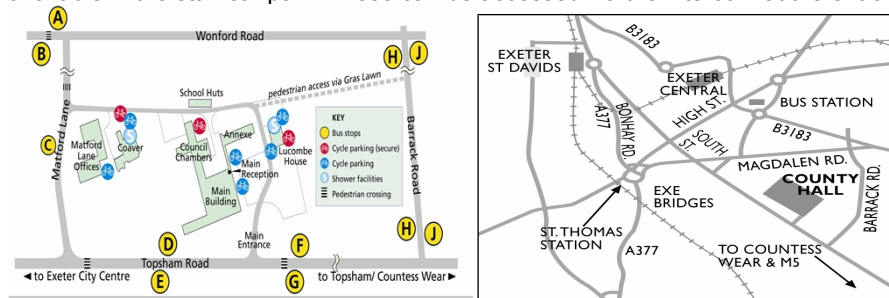 A
B
Wonford Road
H
J
School Huts
pedestrian access via Gras Lawn
Matford Lane
C
Matford
Lane
Offices
Coaver
Council
Chambers
Annexe
Lucombe
House
Main
Reception
Main
Building
Main
Entrance
KEY
Bus stops
Cycle parking (secure)
Cycle parking
S
Shower facilities
Pedestrian crossing
Barrack Road
D
E
F
G
H
J
Topsham Road
to Exeter City Centre
to Topsham/ Countess Wear
B3183
EXETER
ST DAVIDS
EXETER
CENTRAL
HIGH ST.
BUS STATION
A377
BONHAY RD.
SOUTH
ST.
B3183
MAGDALEN RD.
COUNTY
HALL
BARRACK RD.
EXE
BRIDGES
ST.THOMAS
STATION
A377
TO COUNTESS
WEAR & M5